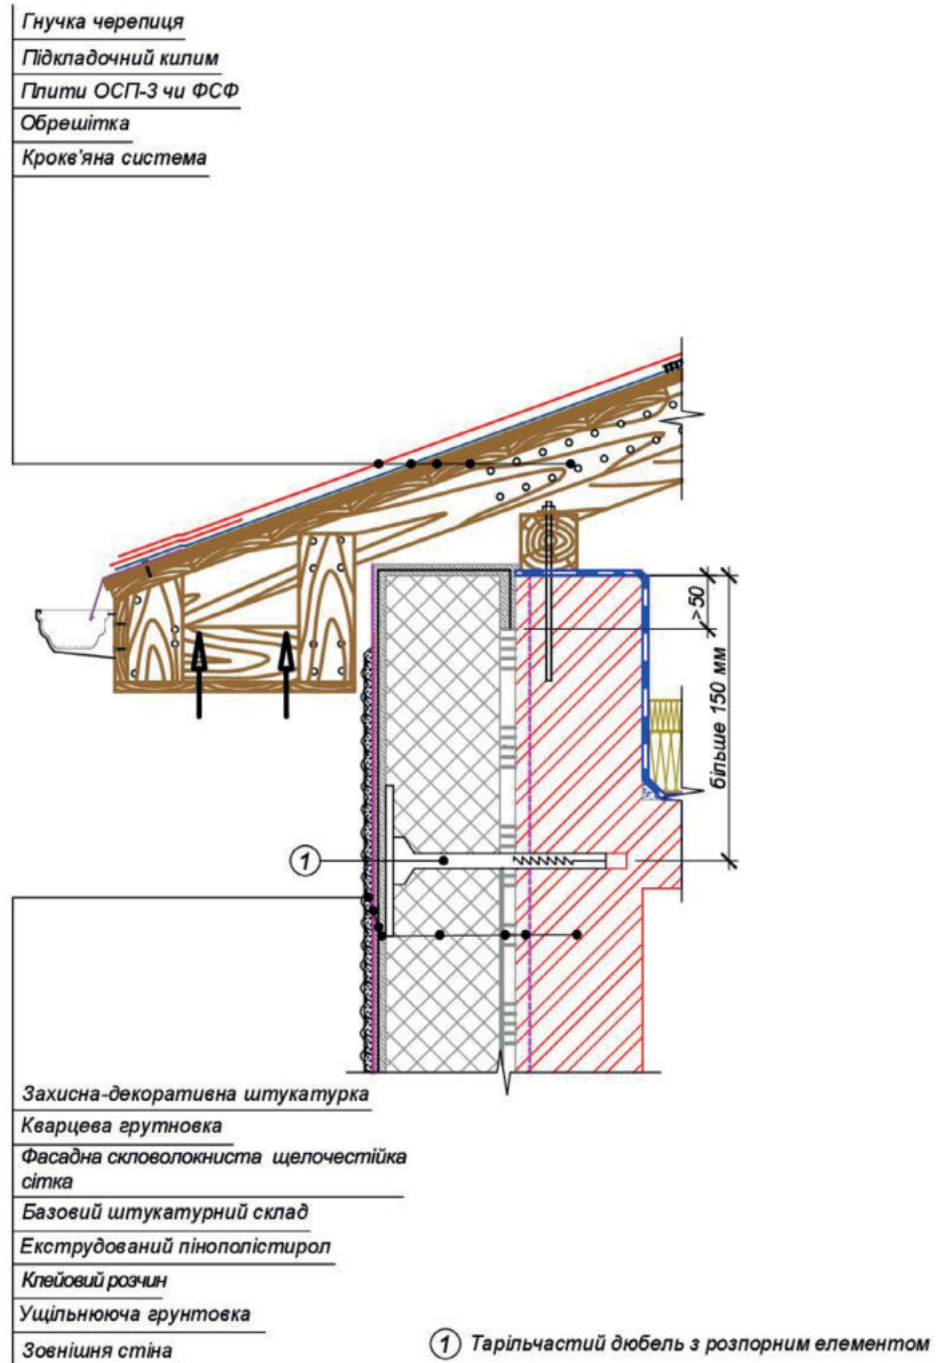 Гнучка черепиця
Підкладочний килим
Плити ОСП-3 чи ФСФ
Обрешітка
Крокв'яна система
>50
більше 150 мм
1
Захисна-декоративна штукатурка
Кварцева грутновка
Фасадна скловолокниста щелочестійка
сітка
Базовий штукатурний склад
Екструдований пінополістирол
Клейовий розчин
Ущільнююча грунтовка
Зовнішня стіна
1 Тарільчастий дюбель з розпорним елементом